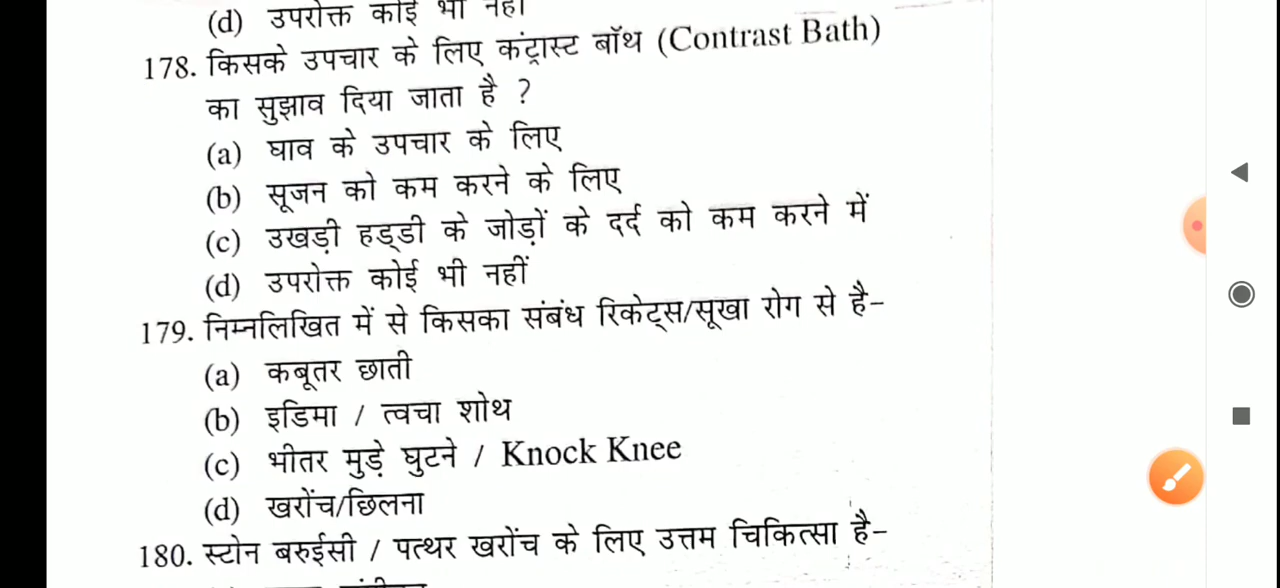 (d) उपरोक्त कोई भी नहीं
178. किसके उपचार के लिए कंट्रास्ट बॉथ (Contrast Bath)
का सुझाव दिया जाता है ?
(a) घाव के उपचार के लिए
(b) सूजन को कम करने के लिए
(c) उखड़ी हड्डी के जोड़ों के दर्द को कम करने में
(d) उपरोक्त कोई भी नहीं
179. निम्नलिखित में से किसका संबंध रिकेट्स/सूखा रोग से है–
(a) कबूतर छाती
(b) इडिमा / त्वचा शोथ
(c) भीतर मुड़े घुटने / Knock Knee
(d) खरोंच/छिलना
180. स्टोन बरुईसी / पत्थर खरोंच के लिए उत्तम चिकित्सा है–